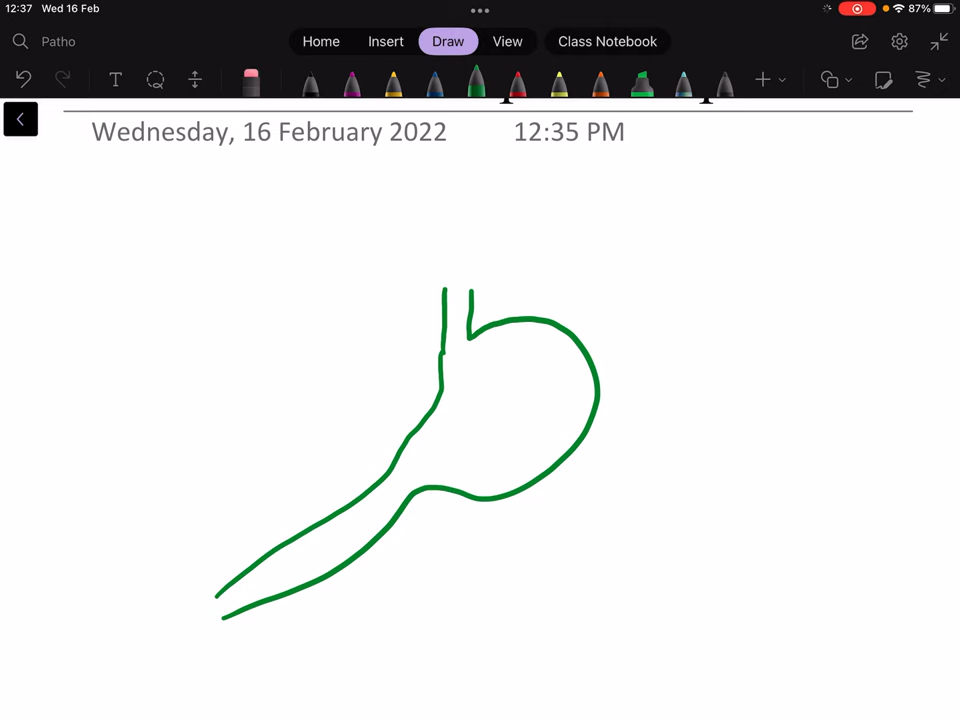 12:37 Wed 16 Feb
87%
Patho
Home Insert Draw View Class Notebook
Wednesday, 16 February 2022 12:35 PM